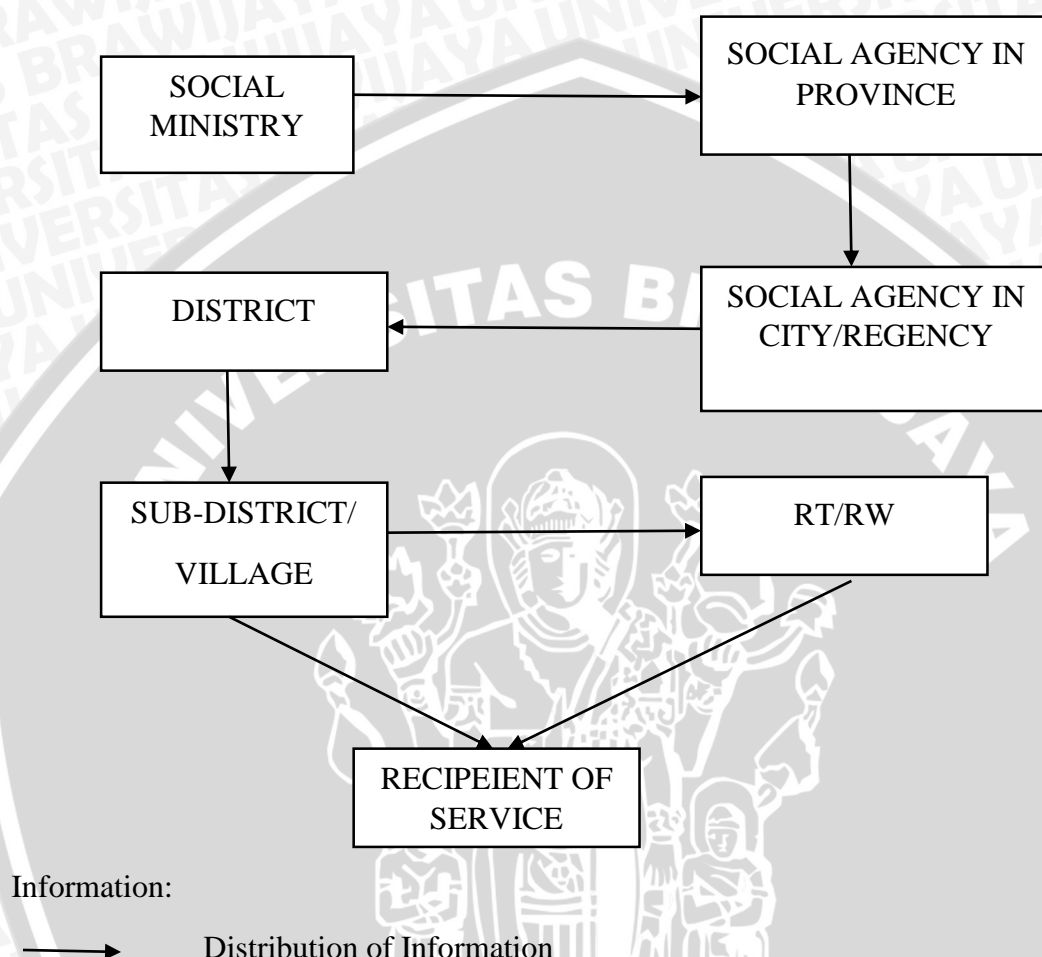 SOCIAL
MINISTRY
SOCIAL AGENCY IN
PROVINCE
DISTRICT
SOCIAL AGENCY IN
CITY/REGENCY
SUB-DISTRICT/
VILLAGE
RT/RW
RECIPEIENT OF
SERVICE
Information:
Distribution of Information